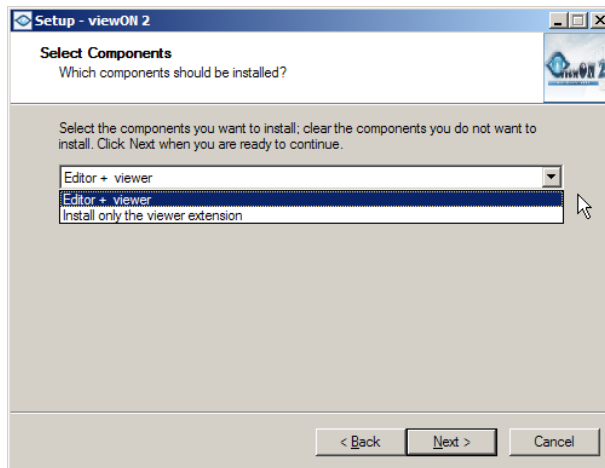 Setup - viewON 2
Select Components
Which components should be installed?
viewON 2
Select the components you want to install; clear the components you do not want to
install. Click Next when you are ready to continue.
Editor + viewer
Editor + viewer
Install only the viewer extension
< Back
Next >
Cancel